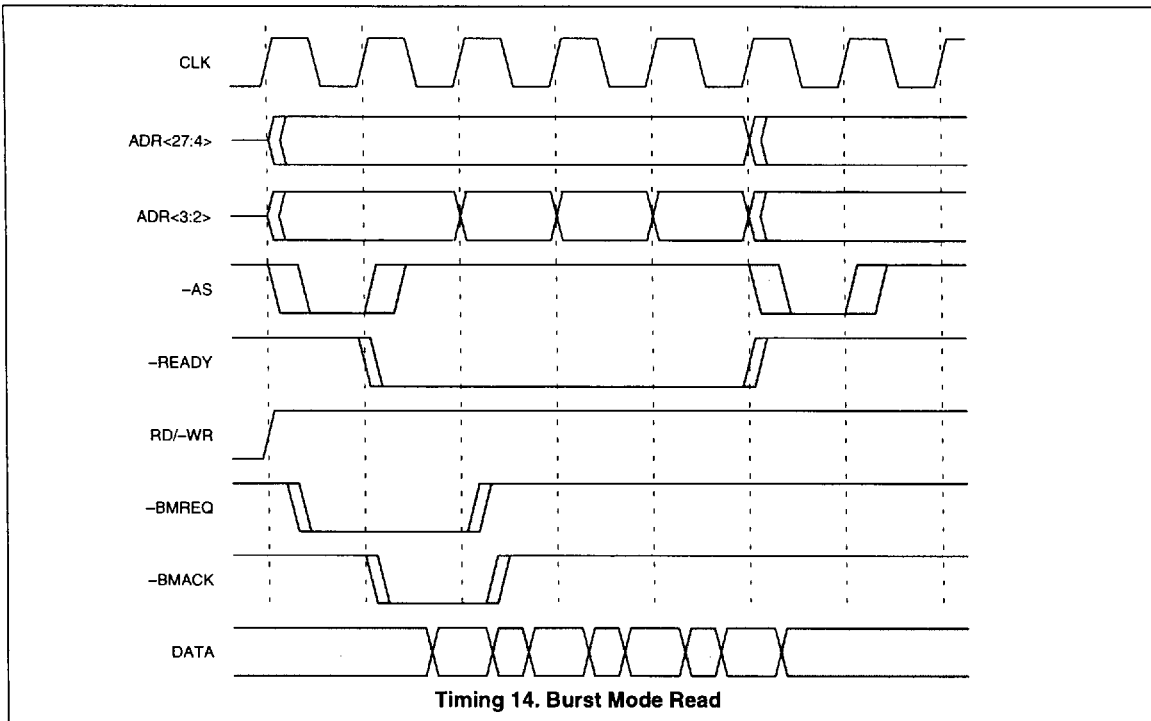 CLK
ADR<27:4>
ADR<3:2>
–AS
–READY
RD/–WR
–BMREQ
–BMACK
DATA
Timing 14. Burst Mode Read